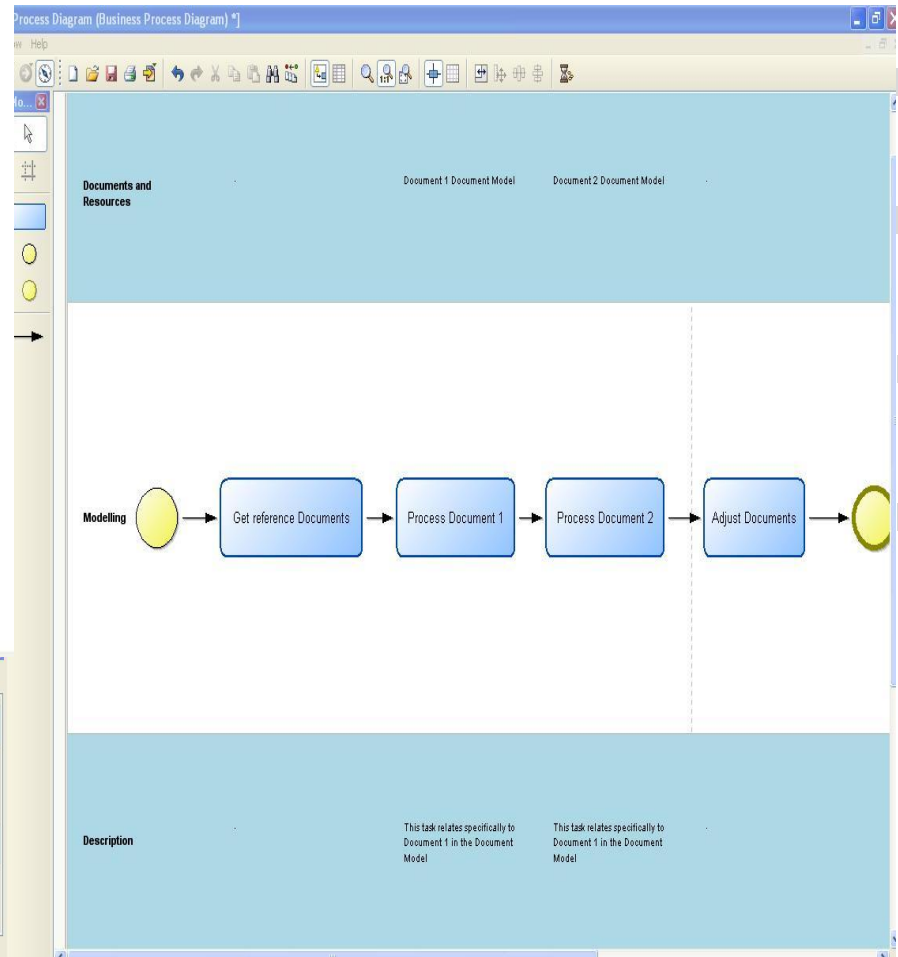 Process Diagram (Business Process Diagram) *]
Help
Documents and
Resources
Document 1 Document Model
Document 2 Document Model
Modelling
Get reference Documents
Process Document 1
Process Document 2
Adjust Documents
Description
This task relates specifically to
Document 1 in the Document
Model
This task relates specifically to
Document 1 in the Document
Model